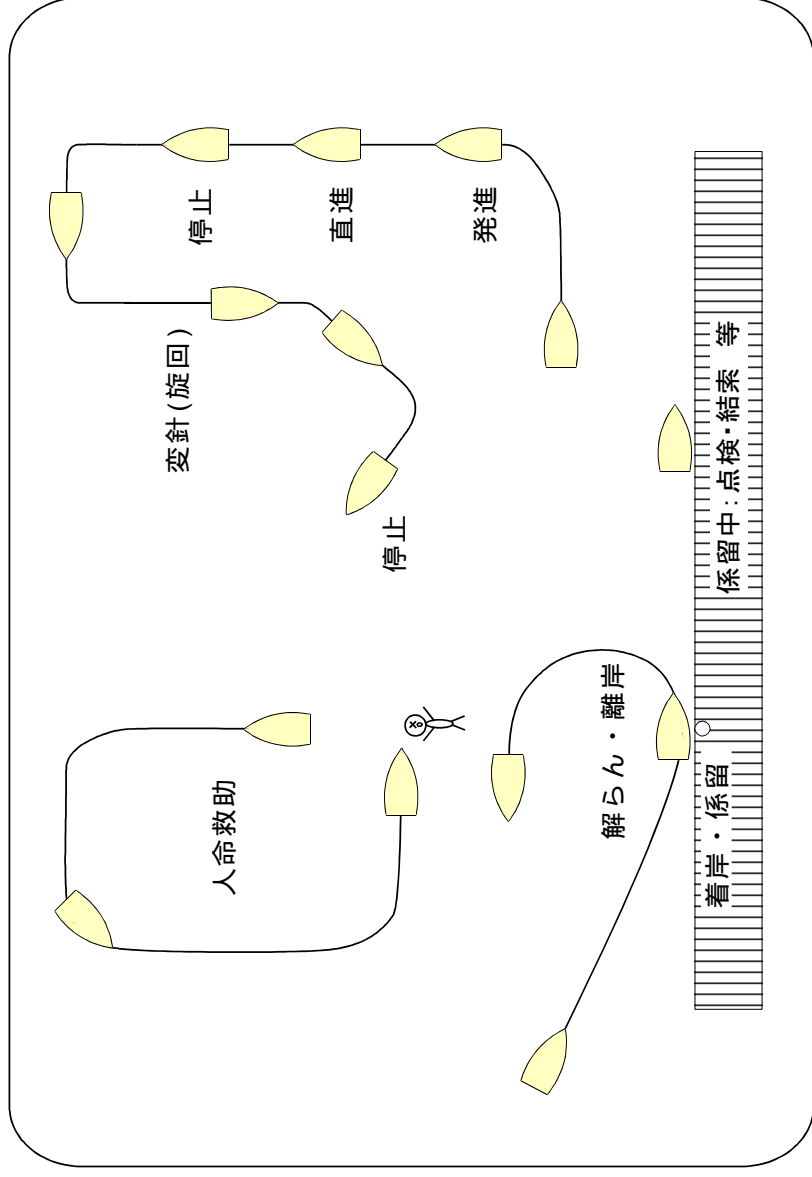 停止
直進
発進
変針(旋回)
停止
人命救助
解らん・離岸
係留中:点検・結索 等
着岸・係留